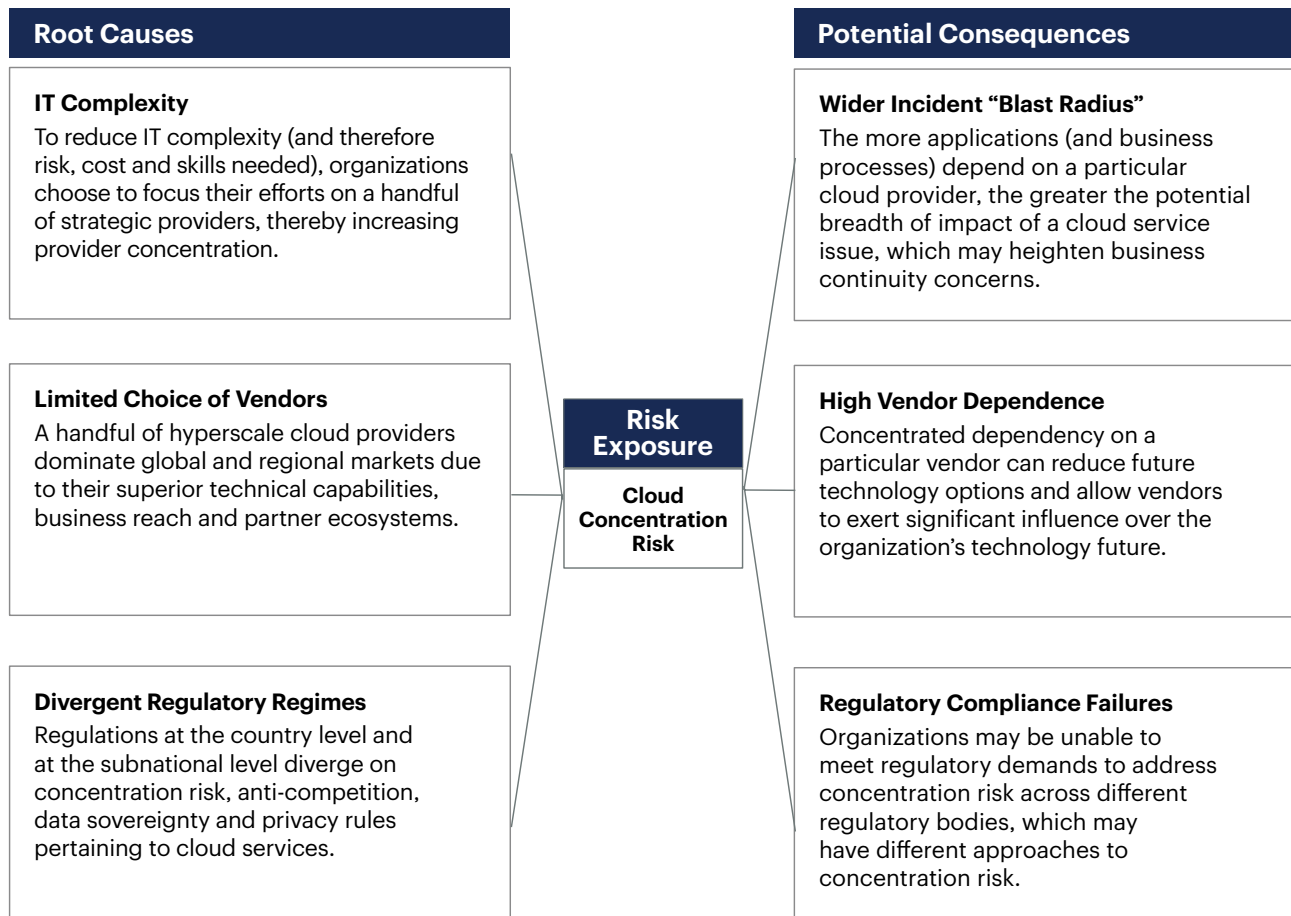 Root Causes
IT Complexity
To reduce IT complexity (and therefore
risk, cost and skills needed), organizations
choose to focus their efforts on a handful
of strategic providers, thereby increasing
provider concentration.
Limited Choice of Vendors
A handful of hyperscale cloud providers
dominate global and regional markets due
to their superior technical capabilities,
business reach and partner ecosystems.
Divergent Regulatory Regimes
Regulations at the country level and
at the subnational level diverge on
concentration risk, anti-competition,
data sovereignty and privacy rules
pertaining to cloud services.
Risk
Exposure
Cloud
Concentration
Risk
Potential Consequences
Wider Incident “Blast Radius”
The more applications (and business
processes) depend on a particular
cloud provider, the greater the potential
breadth of impact of a cloud service
issue, which may heighten business
continuity concerns.
High Vendor Dependence
Concentrated dependency on a
particular vendor can reduce future
technology options and allow vendors
to exert significant influence over the
organization’s technology future.
Regulatory Compliance Failures
Organizations may be unable to
meet regulatory demands to address
concentration risk across different
regulatory bodies, which may
have different approaches to
concentration risk.